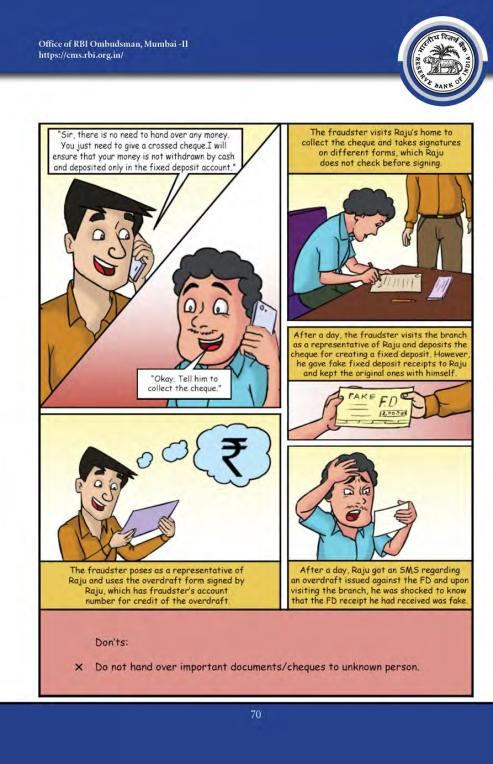 Office of RBI Ombudsman, Mumbai -II
https://cms.rbi.org.in/
भारतीय रिज़र्व बैंक
RESERVE BANK OF INDIA
"Sir, there is no need to hand over any money.
You just need to give a crossed cheque.I will
ensure that your money is not withdrawn by cash
and deposited only in the fixed deposit account."
"Okay. Tell him to
collect the cheque."
The fraudster visits Raju's home to
collect the cheque and takes signatures
on different forms, which Raju
does not check before signing.
After a day, the fraudster visits the branch
as a representative of Raju and deposits the
cheque for creating a fixed deposit. However,
he gave fake fixed deposit receipts to Raju
and kept the original ones with himself.
FAKE FD
₹
The fraudster poses as a representative of
Raju and uses the overdraft form signed by
Raju, which has fraudster's account
number for credit of the overdraft.
After a day, Raju got an SMS regarding
an overdraft issued against the FD and upon
visiting the branch, he was shocked to know
that the FD receipt he had received was fake.
Don'ts:
X Do not hand over important documents/cheques to unknown person.
70